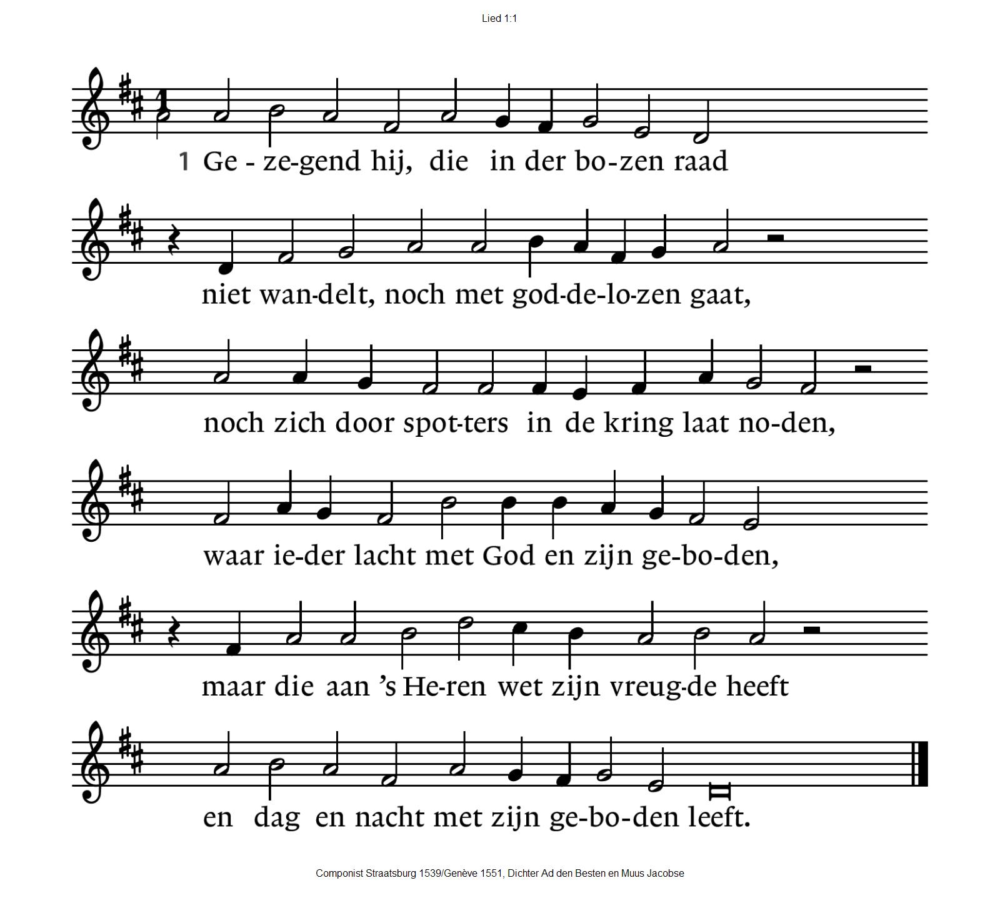 Lied 1:1
1
1 Ge - ze-gend hij, die in der bo-zen raad
niet wan-delt, noch met god-de-lo-zen gaat,
noch zich door spot-ters in de kring laat no-den,
waar ie-der lacht met God en zijn ge-bo-den,
maar die aan ’s He-ren wet zijn vreug-de heeft
en dag en nacht met zijn ge-bo-den leeft.
Componist Straatsburg 1539/Genève 1551, Dichter Ad den Besten en Muus Jacobse